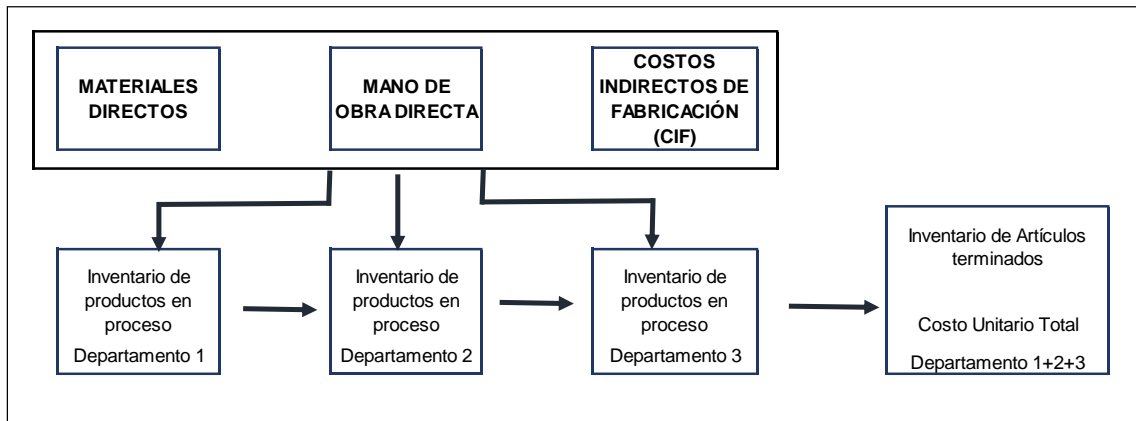 MATERIALES
DIRECTOS
MANO DE
OBRA DIRECTA
COSTOS
INDIRECTOS DE
FABRICACIÓN
(CIF)
Inventario de
productos en
proceso
Departamento 1
Inventario de
productos en
proceso
Departamento 2
Inventario de
productos en
proceso
Departamento 3
Inventario de Artículos
terminados
Costo Unitario Total
Departamento 1+2+3